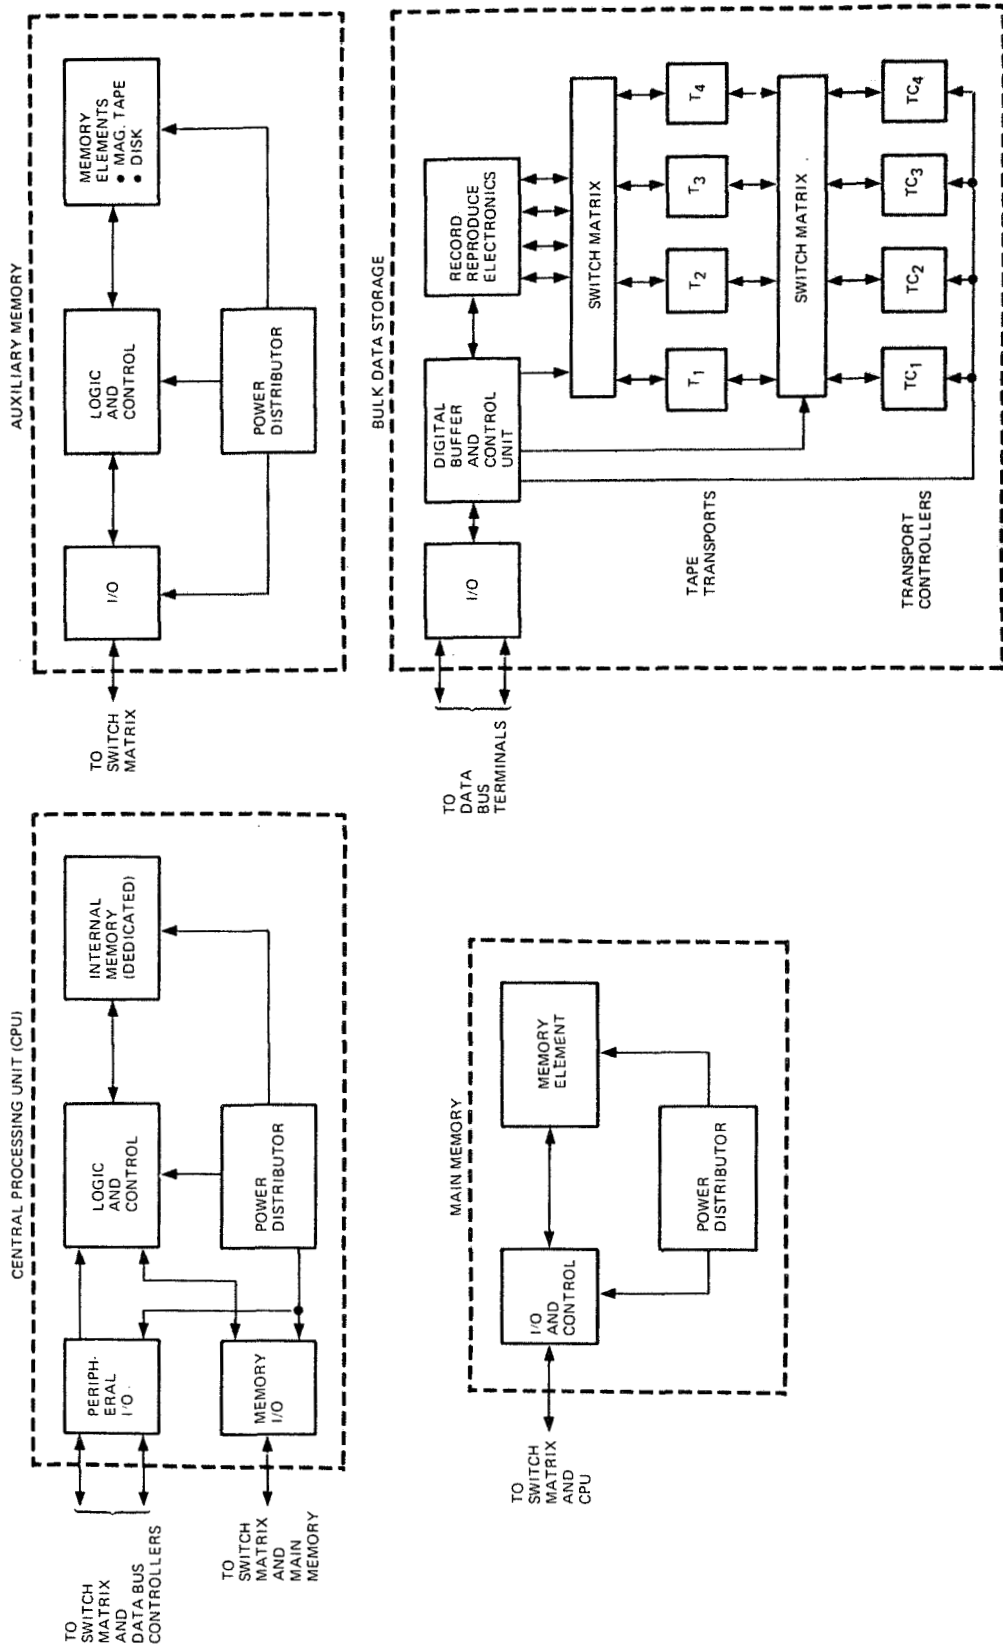 CENTRAL PROCESSING UNIT (CPU)
TO
SWITCH
MATRIX
AND
DATA BUS
CONTROLLERS
PERIPH-
ERAL
I/O
LOGIC
AND
CONTROL
INTERNAL
MEMORY
(DEDICATED)
TO
SWITCH
MATRIX
AND
MAIN
MEMORY
MEMORY
I/O
POWER
DISTRIBUTOR
AUXILIARY MEMORY
TO
SWITCH
MATRIX
I/O
LOGIC
AND
CONTROL
MEMORY
ELEMENTS
• MAG. TAPE
• DISK
POWER
DISTRIBUTOR
MAIN MEMORY
TO
SWITCH
MATRIX
AND
CPU
I/O
AND
CONTROL
MEMORY
ELEMENT
POWER
DISTRIBUTOR
BULK DATA STORAGE
TO
DATA
BUS
TERMINALS
I/O
DIGITAL
BUFFER
AND
CONTROL
UNIT
RECORD
REPRODUCE
ELECTRONICS
SWITCH MATRIX
TAPE
TRANSPORTS
T1
T2
T3
T4
SWITCH MATRIX
TRANSPORT
CONTROLLERS
TC1
TC2
TC3
TC4